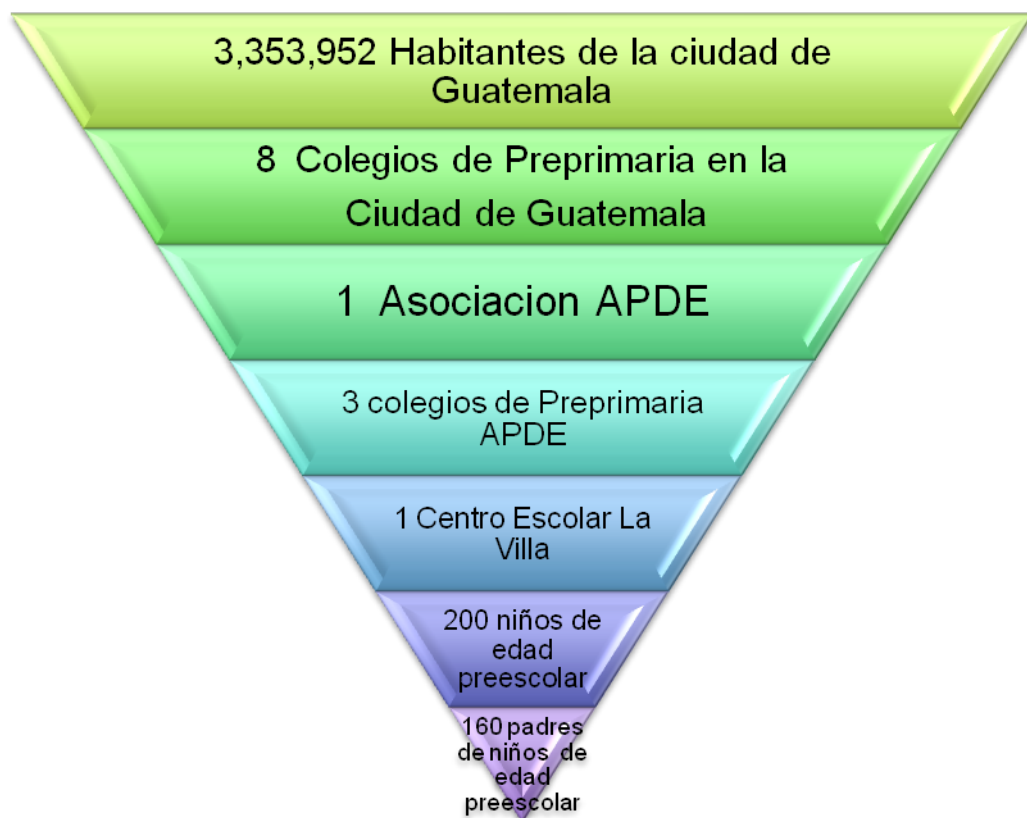 3,353,952 Habitantes de la ciudad de
Guatemala
8 Colegios de Preprimaria en la
Ciudad de Guatemala
1 Asociacion APDE
3 colegios de Preprimaria
APDE
1 Centro Escolar La
Villa
200 niños de
edad
preescolar
160 padres
de niños de
edad
preescolar